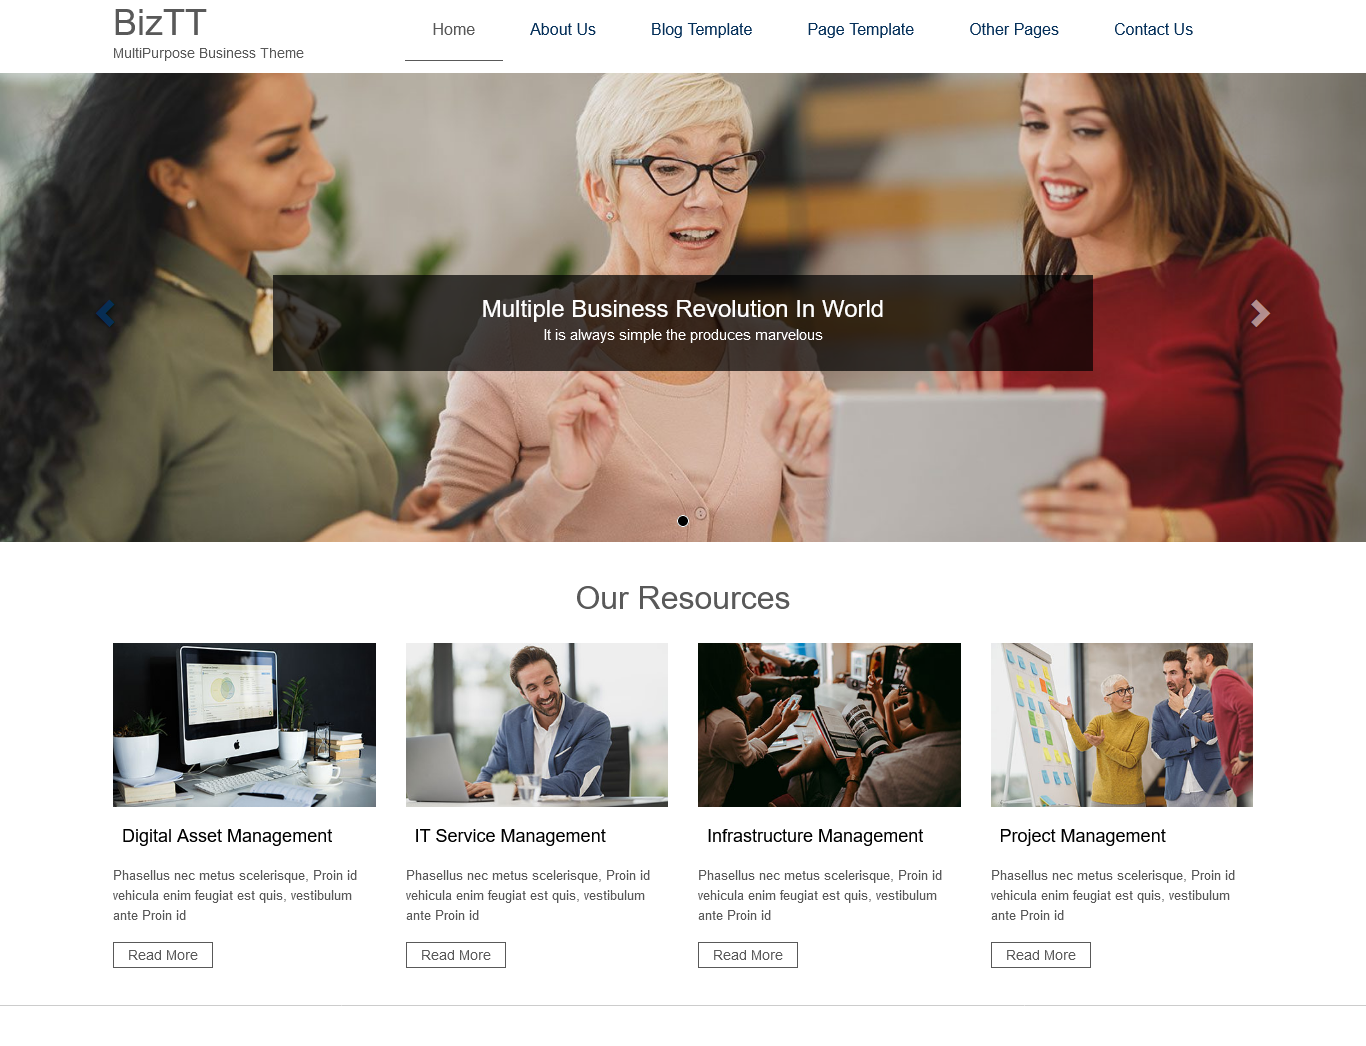 BizTT
MultiPurpose Business Theme
Home
About Us
Blog Template
Page Template
Other Pages
Contact Us
Multiple Business Revolution In World
It is always simple the produces marvelous
Our Resources
Digital Asset Management
Phasellus nec metus scelerisque, Proin id
vehicula enim feugiat est quis, vestibulum
ante Proin id
Read More
IT Service Management
Phasellus nec metus scelerisque, Proin id
vehicula enim feugiat est quis, vestibulum
ante Proin id
Read More
Infrastructure Management
Phasellus nec metus scelerisque, Proin id
vehicula enim feugiat est quis, vestibulum
ante Proin id
Read More
Project Management
Phasellus nec metus scelerisque, Proin id
vehicula enim feugiat est quis, vestibulum
ante Proin id
Read More